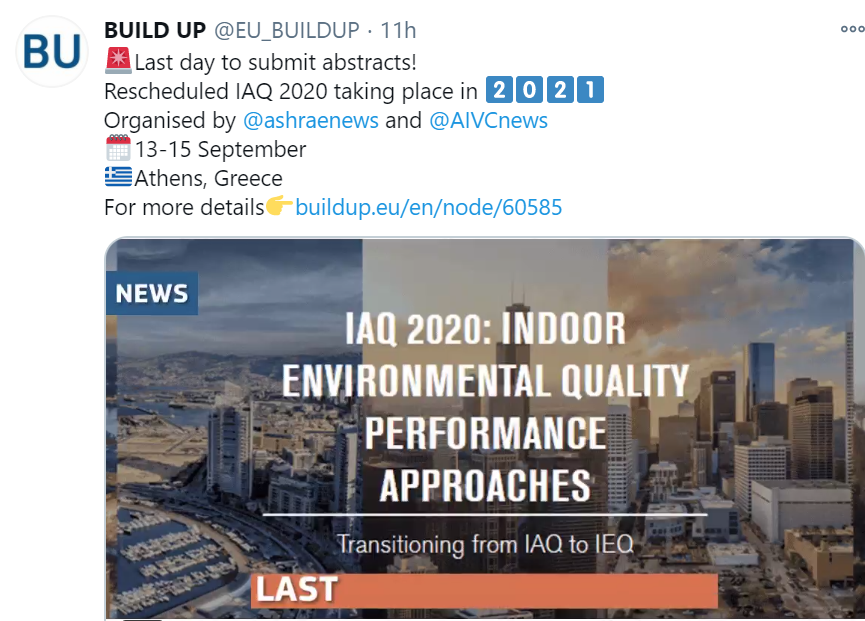 BU
BUILD UP @EU_BUILDUP · 11h
🚨Last day to submit abstracts!
Rescheduled IAQ 2020 taking place in 2️⃣0️⃣2️⃣1️⃣
Organised by @ashraenews and @AIVCnews
📅13-15 September
🇬🇷Athens, Greece
For more details👉buildup.eu/en/node/60585
NEWS
IAQ 2020: INDOOR
ENVIRONMENTAL QUALITY
PERFORMANCE
APPROACHES
Transitioning from IAQ to IEQ
LAST